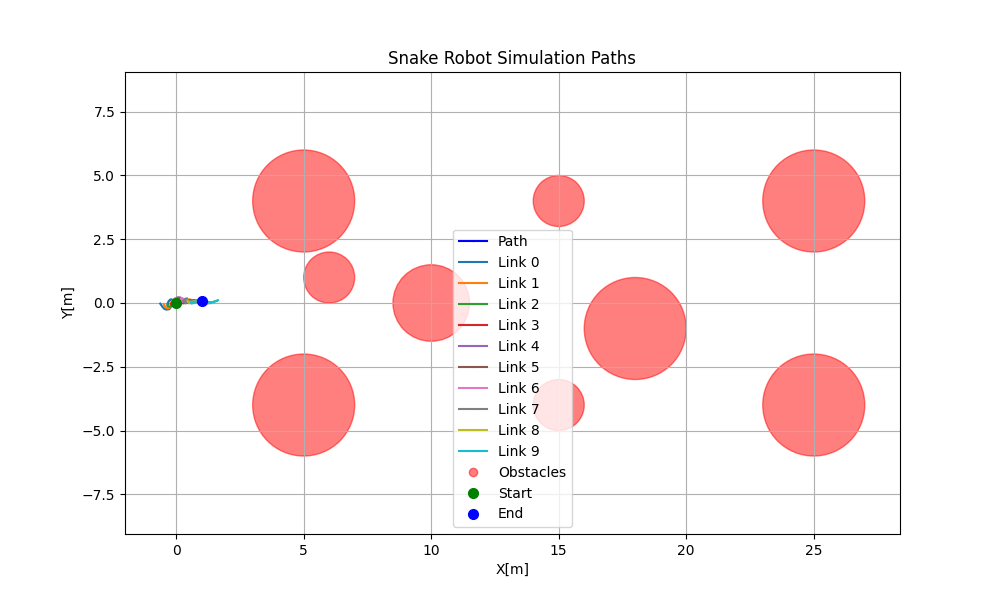 Snake Robot Simulation Paths
Y[m]
7.5
5.0
2.5
0.0
−2.5
−5.0
−7.5
Path
Link 0
Link 1
Link 2
Link 3
Link 4
Link 5
Link 6
Link 7
Link 8
Link 9
Obstacles
Start
End
0 5 10 15 20 25
X[m]